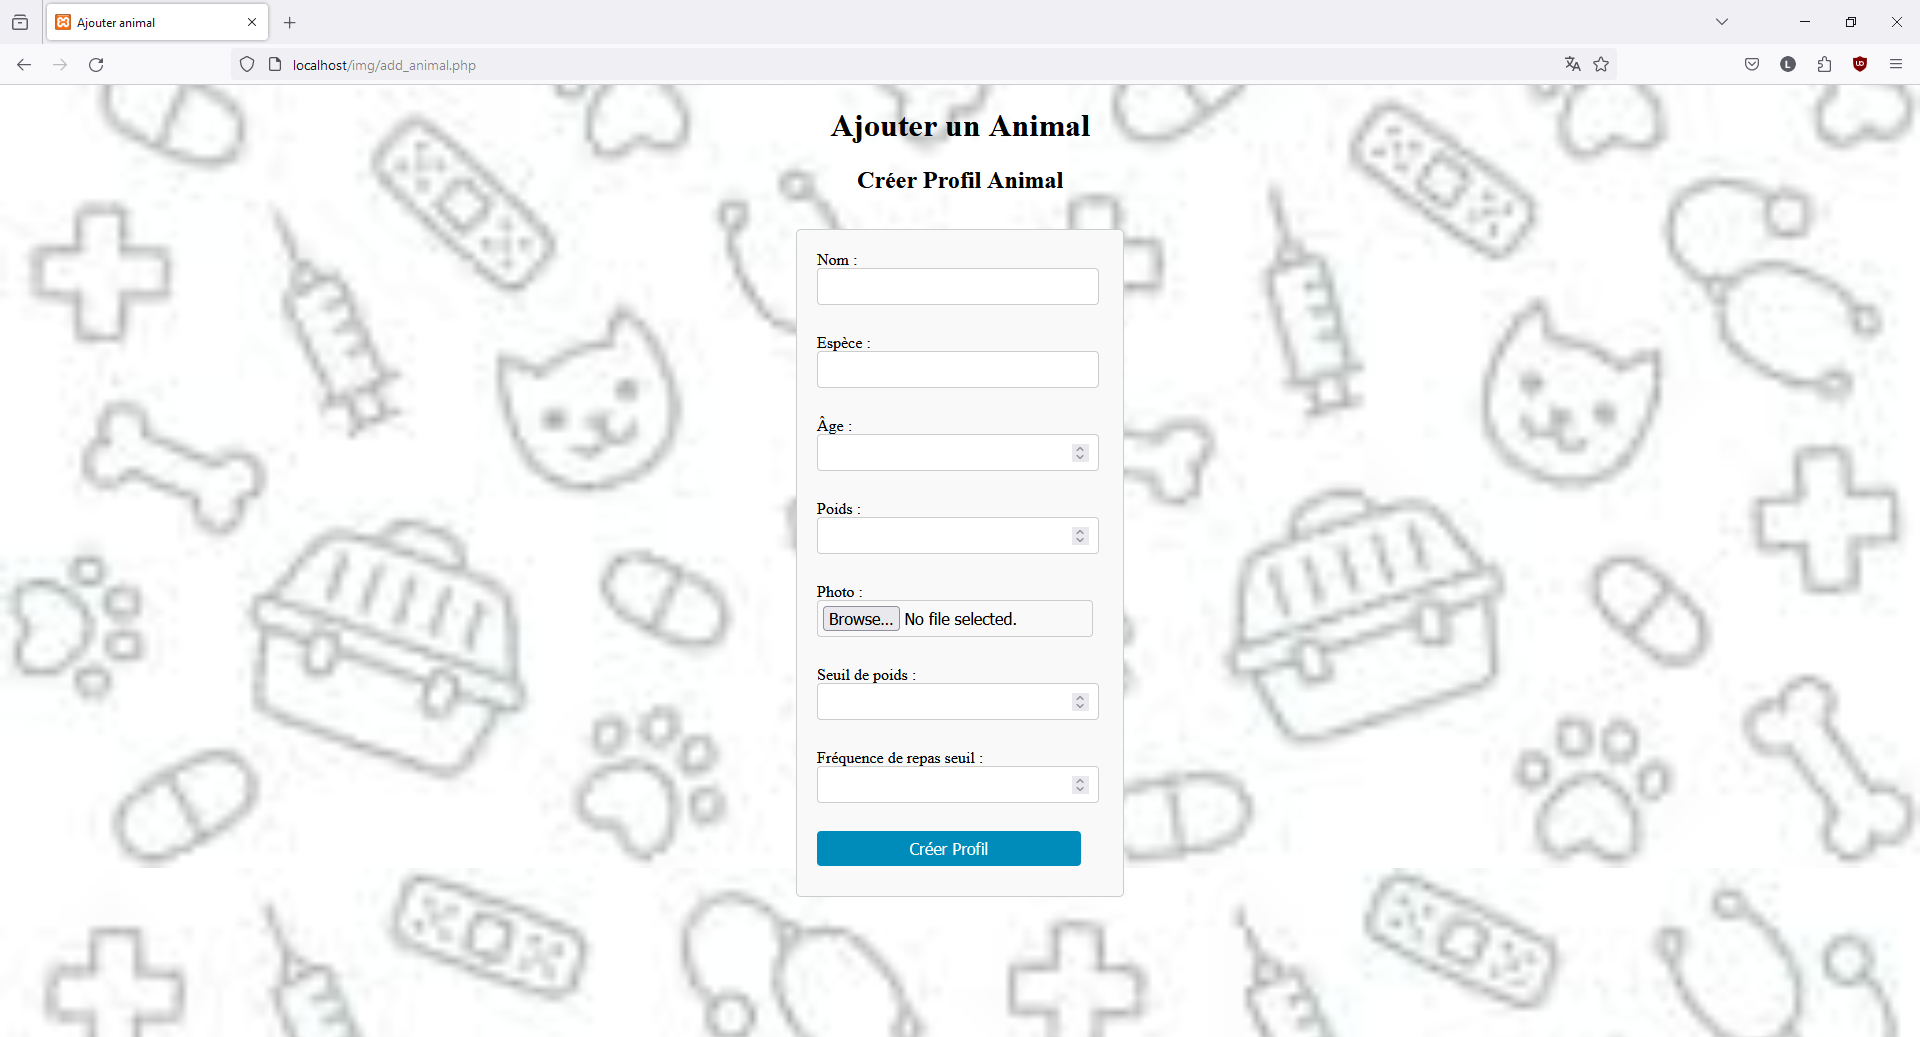 Ajouter animal
localhost/img/add_animal.php
L
Ajouter un Animal
Créer Profil Animal
Nom :
Espèce :
Âge :
Poids :
Photo :
Browse... No file selected.
Seuil de poids :
Fréquence de repas seuil :
Créer Profil